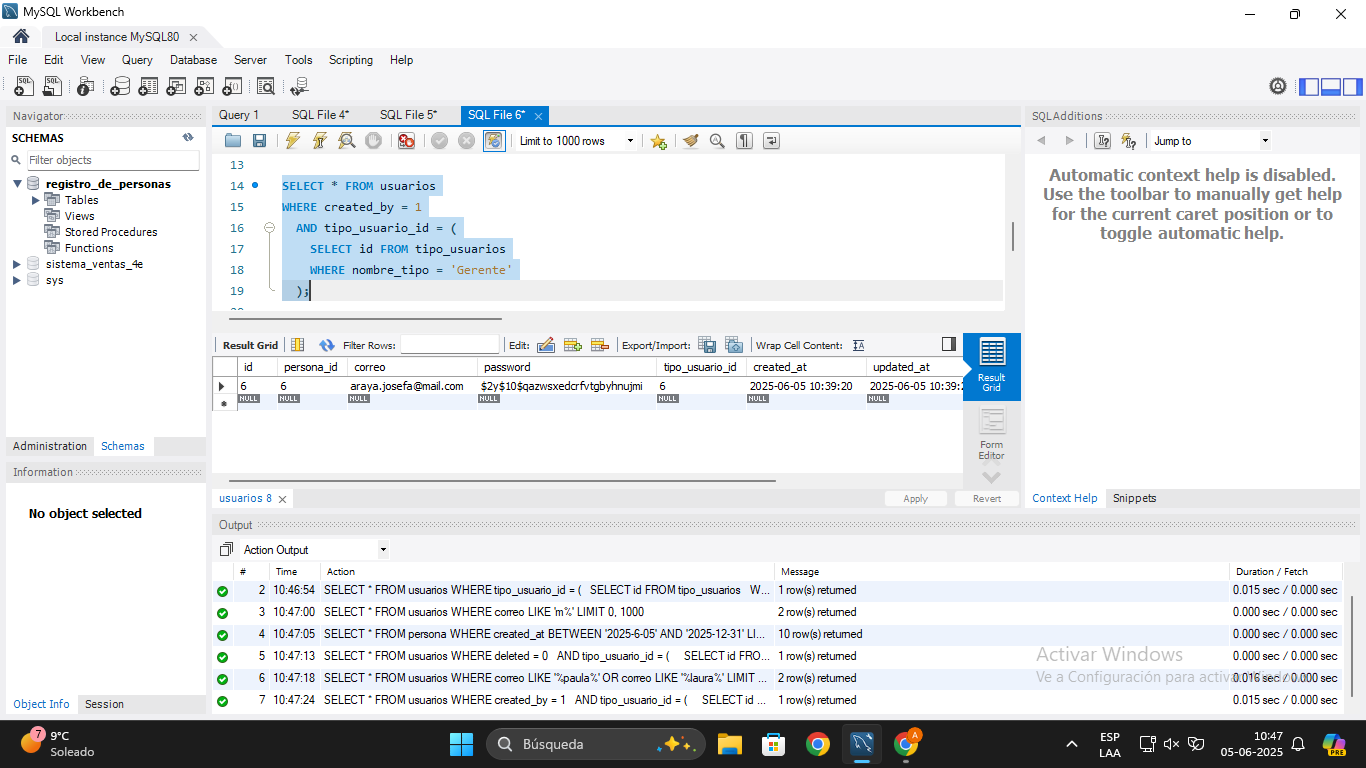 MySQL Workbench
Local instance MySQL80
File Edit View Query Database Server Tools Scripting Help
Navigator
SCHEMAS
Filter objects
registro_de_personas
Tables
Views
Stored Procedures
Functions
sistema_ventas_4e
sys
Administration Schemas
Information
No object selected
Object Info Session
Query 1 SQL File 4* SQL File 5* SQL File 6*
Limit to 1000 rows
13
14 SELECT * FROM usuarios
15 WHERE created_by = 1
16 AND tipo_usuario_id = (
17 SELECT id FROM tipo_usuarios
18 WHERE nombre_tipo = 'Gerente'
19 );
Result Grid Filter Rows: Edit: Export/Import: Wrap Cell Content:
id persona_id correo password tipo_usuario_id created_at updated_at
6 6 araya.josefa@mail.com $2y$10$qazwsxedcrfvtgbyhnujmi 6 2025-06-05 10:39:20 2025-06-05 10:39:2
NULL NULL NULL NULL NULL NULL NULL
Result Grid
Form Editor
usuarios 8 Apply Revert
SQLAdditions
Jump to
Automatic context help is disabled.
Use the toolbar to manually get help
for the current caret position or to
toggle automatic help.
Context Help Snippets
Output
Action Output
# Time Action Message Duration / Fetch
2 10:46:54 SELECT * FROM usuarios WHERE tipo_usuario_id = ( SELECT id FROM tipo_usuarios W... 1 row(s) returned 0.015 sec / 0.000 sec
3 10:47:00 SELECT * FROM usuarios WHERE correo LIKE 'm%' LIMIT 0, 1000 2 row(s) returned 0.000 sec / 0.000 sec
4 10:47:05 SELECT * FROM persona WHERE created_at BETWEEN '2025-6-05' AND '2025-12-31' LI... 10 row(s) returned 0.000 sec / 0.000 sec
5 10:47:13 SELECT * FROM usuarios WHERE deleted = 0 AND tipo_usuario_id = ( SELECT id FRO... 1 row(s) returned 0.000 sec / 0.000 sec
6 10:47:18 SELECT * FROM usuarios WHERE correo LIKE '%paula%' OR correo LIKE '%laura%' LIMIT ... 2 row(s) returned 0.016 sec / 0.000 sec
7 10:47:24 SELECT * FROM usuarios WHERE created_by = 1 AND tipo_usuario_id = ( SELECT id ... 1 row(s) returned 0.015 sec / 0.000 sec
Activar Windows
Ve a Configuración para activar Windows.
7
9°C
Soleado
Búsqueda
A
ESP
LAA
10:47
05-06-2025
PRE